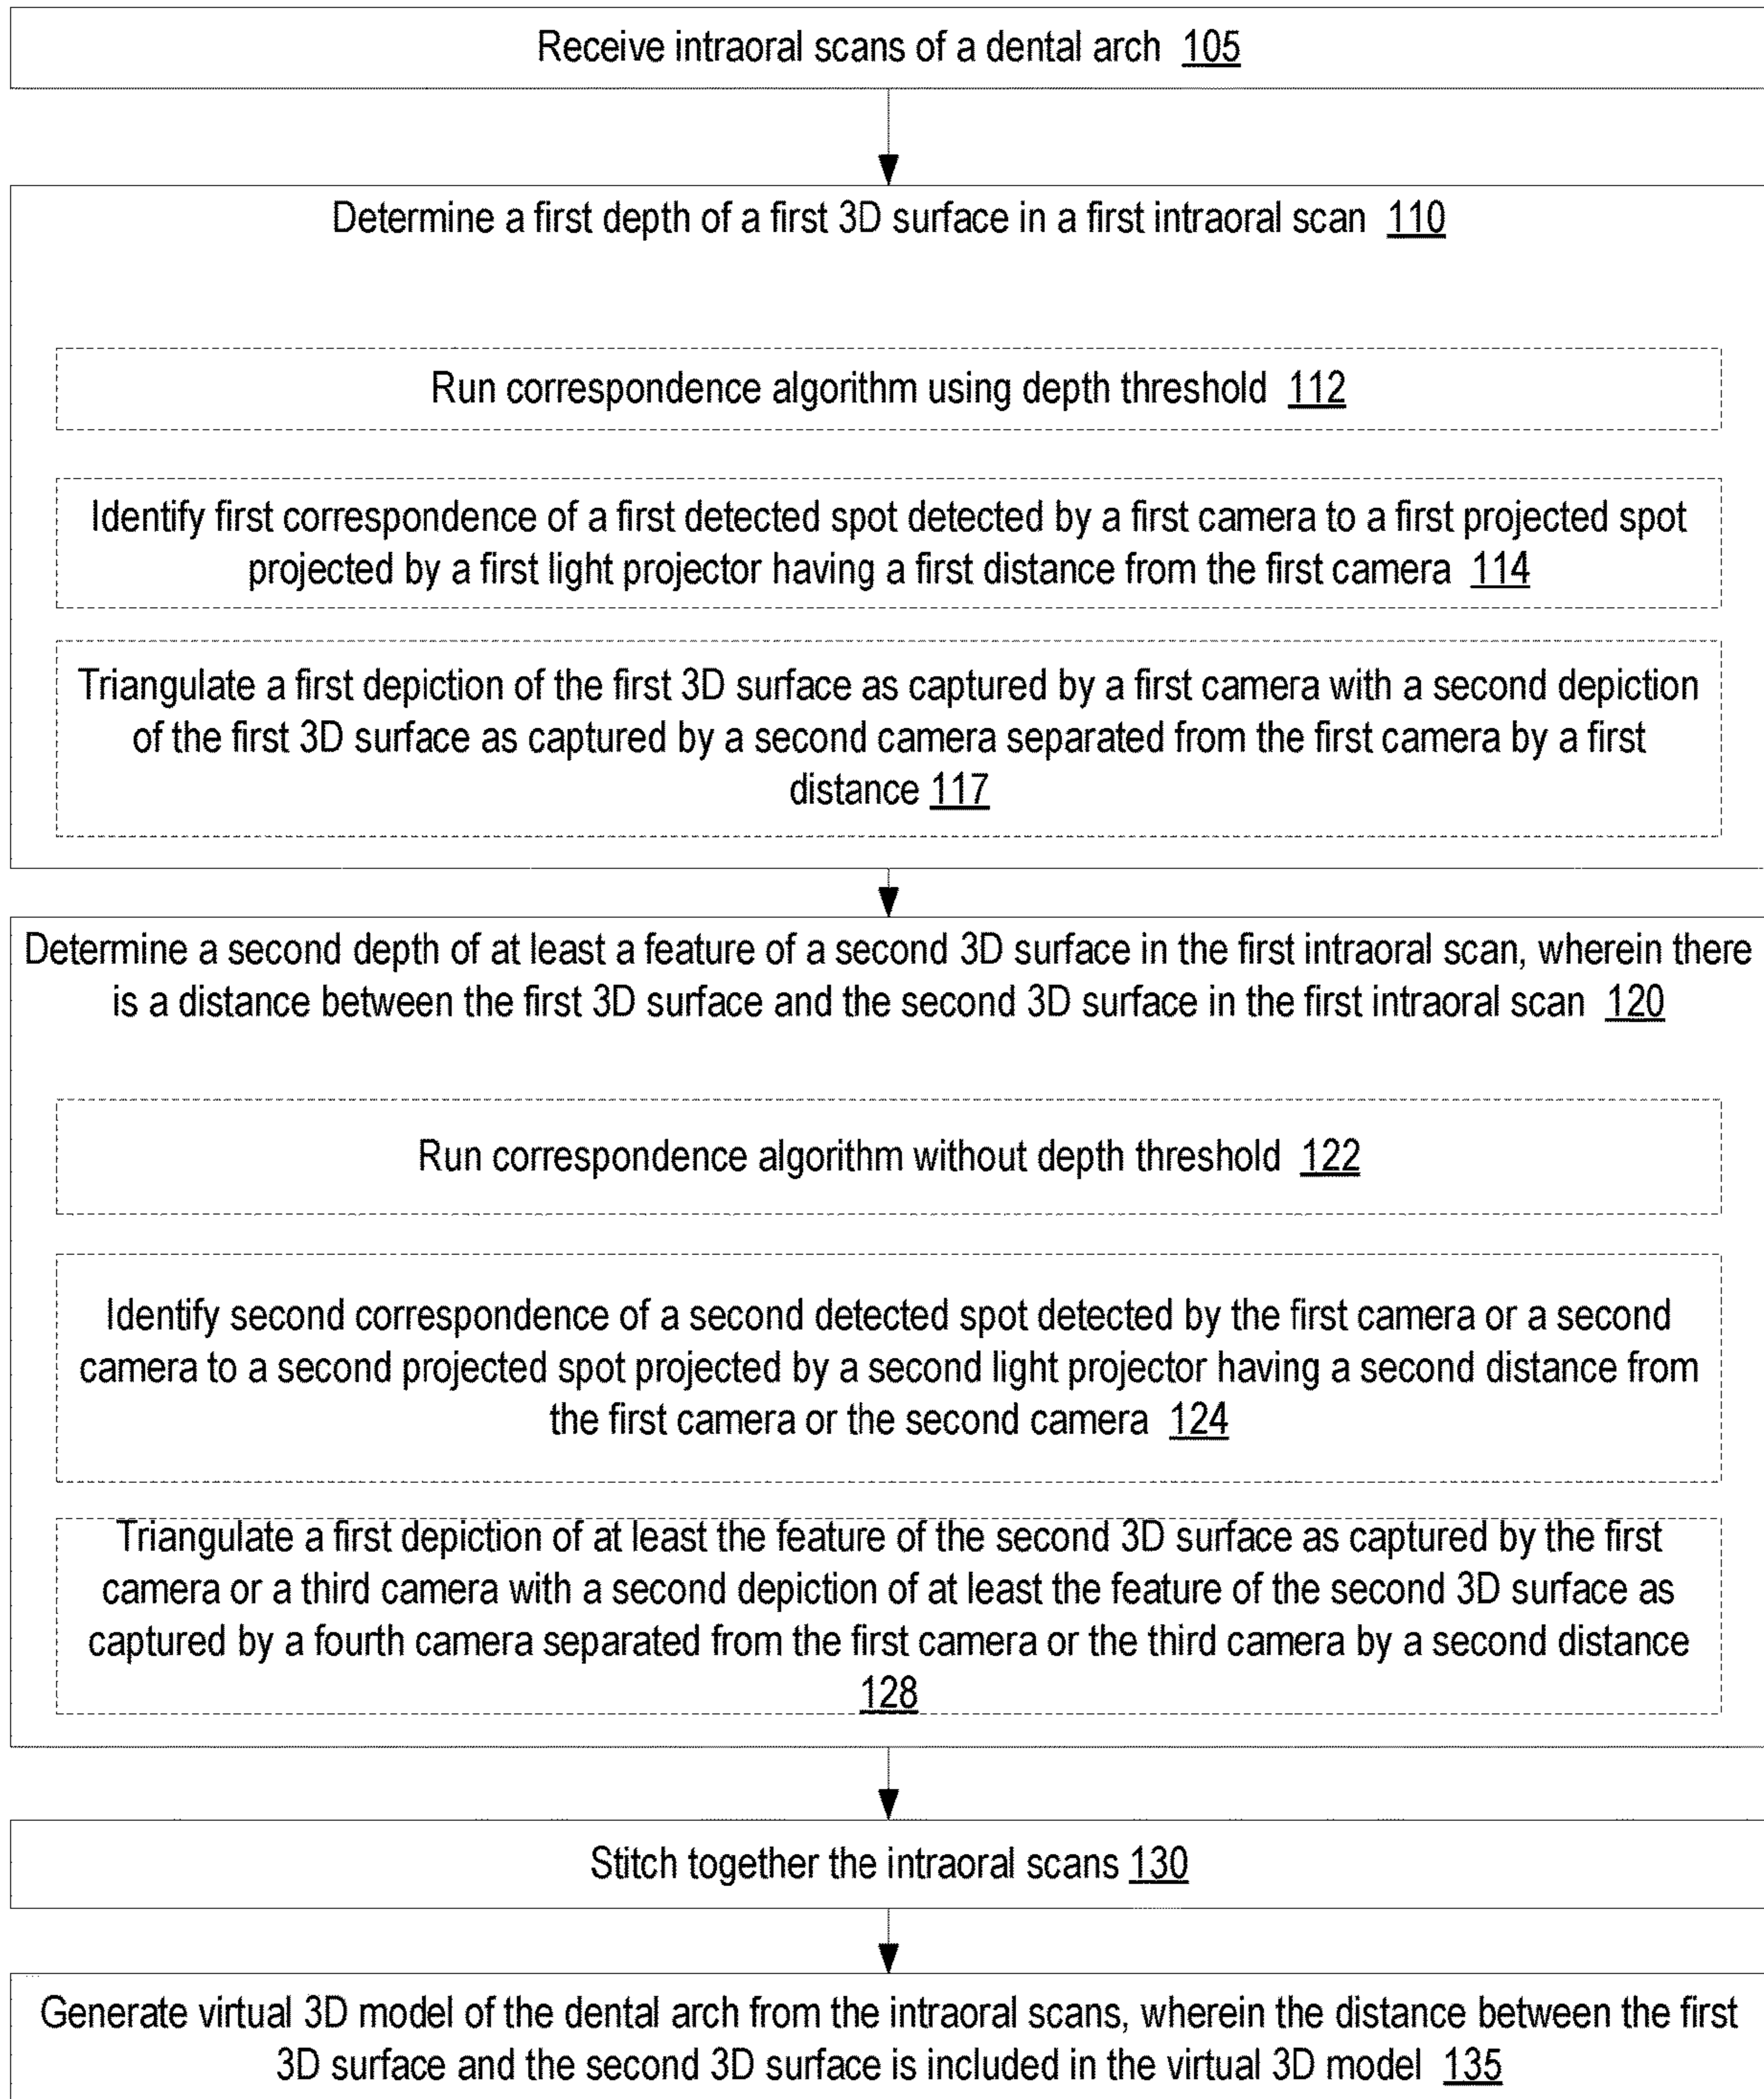 Receive intraoral scans of a dental arch 105
Determine a first depth of a first 3D surface in a first intraoral scan 110
Run correspondence algorithm using depth threshold 112
Identify first correspondence of a first detected spot detected by a first camera to a first projected spot
projected by a first light projector having a first distance from the first camera 114
Triangulate a first depiction of the first 3D surface as captured by a first camera with a second depiction
of the first 3D surface as captured by a second camera separated from the first camera by a first
distance 117
Determine a second depth of at least a feature of a second 3D surface in the first intraoral scan, wherein there
is a distance between the first 3D surface and the second 3D surface in the first intraoral scan 120
Run correspondence algorithm without depth threshold 122
Identify second correspondence of a second detected spot detected by the first camera or a second
camera to a second projected spot projected by a second light projector having a second distance from
the first camera or the second camera 124
Triangulate a first depiction of at least the feature of the second 3D surface as captured by the first
camera or a third camera with a second depiction of at least the feature of the second 3D surface as
captured by a fourth camera separated from the first camera or the third camera by a second distance
128
Stitch together the intraoral scans 130
Generate virtual 3D model of the dental arch from the intraoral scans, wherein the distance between the first
3D surface and the second 3D surface is included in the virtual 3D model 135